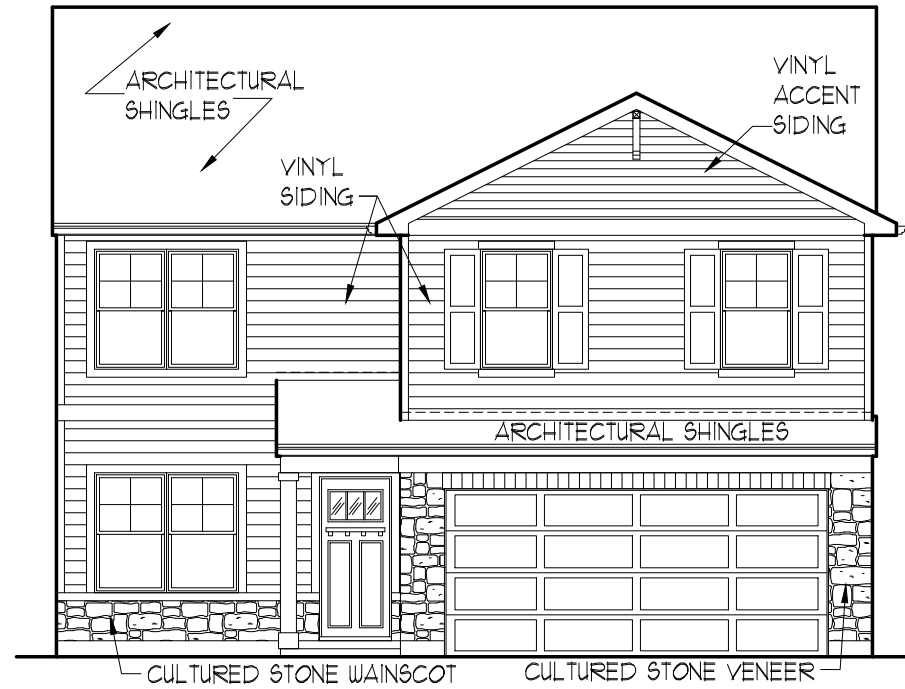 ARCHITECTURAL
SHINGLES
VINYL
ACCENT
SIDING
VINYL
SIDING
ARCHITECTURAL SHINGLES
CULTURED STONE WAINSCOT
CULTURED STONE VENEER